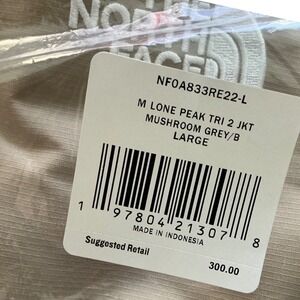 THE
NORTH
FACE
NF0A833RE22-L
M LONE PEAK TRI 2 JKT
MUSHROOM GREY/B
LARGE
1 97804 21307 8
MADE IN INDONESIA
Suggested Retail
300.00